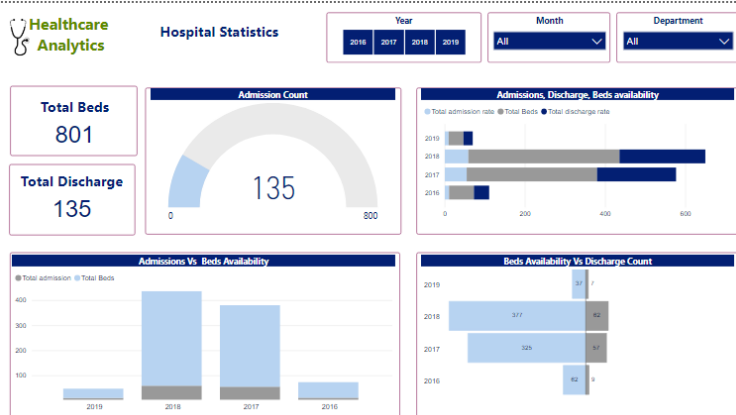 Healthcare
Analytics
Hospital Statistics
Year
2016 2017 2018 2019
Month
All
Department
All
Total Beds
801
Total Discharge
135
Admission Count
135
0 800
Admissions, Discharge, Beds availability
Total admission rate Total Beds Total discharge rate
2019
2018
2017
2016
0 200 400 600
Admissions Vs Beds Availability
Total admission Total Beds
400
300
200
100
2019 2018 2017 2016
Beds Availability Vs Discharge Count
2019 37 7
2018 377 62
2017 325 57
2016 62 9